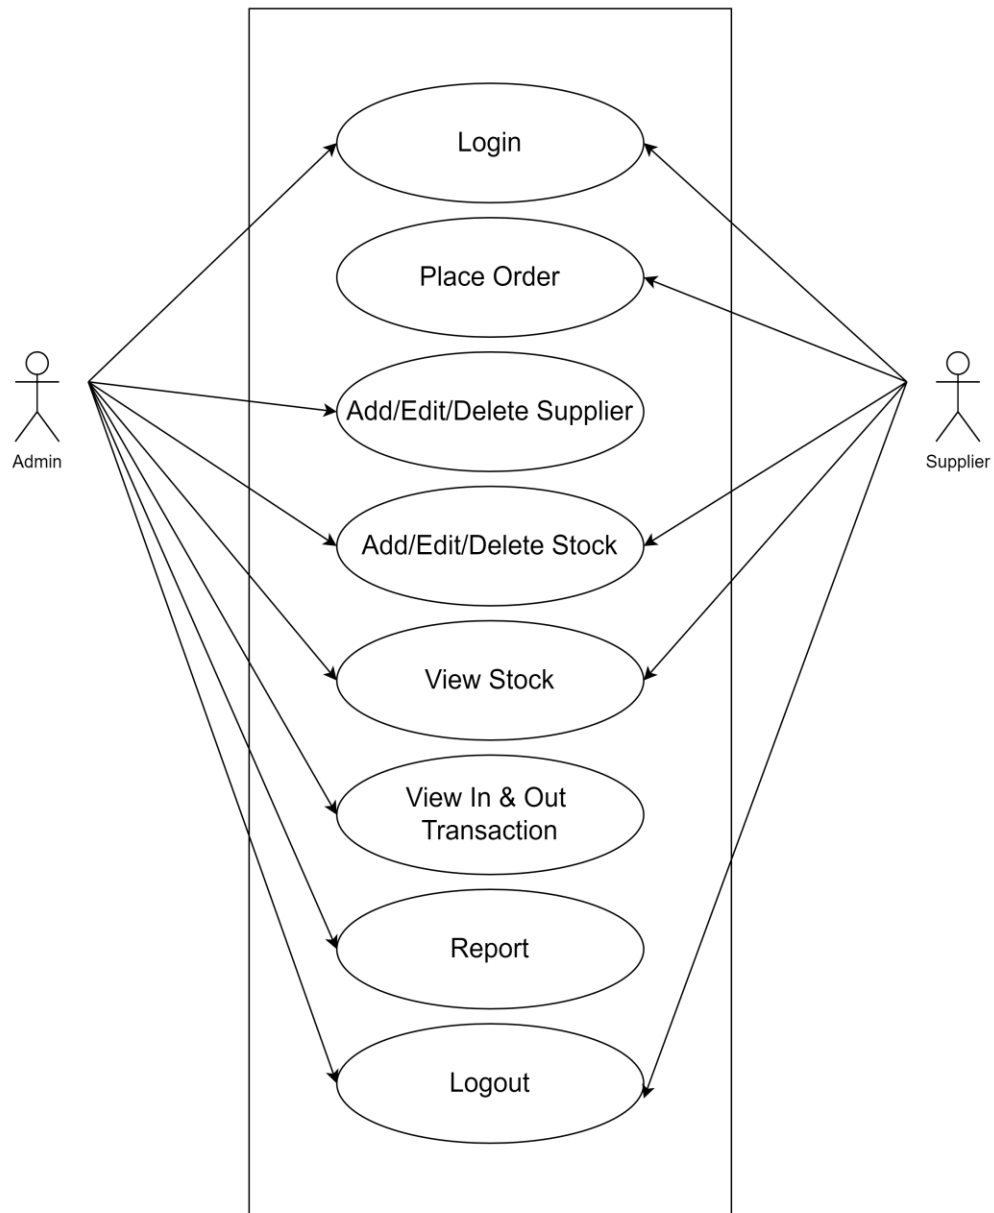 Login
Place Order
Add/Edit/Delete Supplier
Admin
Supplier
Add/Edit/Delete Stock
View Stock
View In & Out
Transaction
Report
Logout